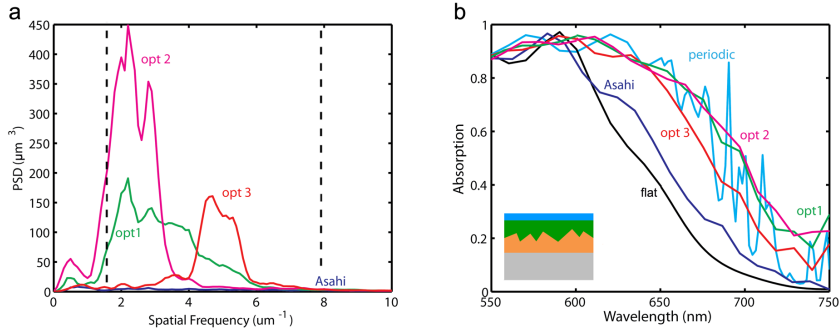 a
450
400
350
300
250
200
150
100
50
0
PSD (µm⁻³)
opt 2
opt1
opt 3
Asahi
0 2 4 6 8 10
Spatial Frequency (um⁻¹)
b
1
0.8
0.6
0.4
0.2
0
Absorption
periodic
Asahi
opt 3
opt 2
flat
opt1
550 600 650 700 750
Wavelength (nm)